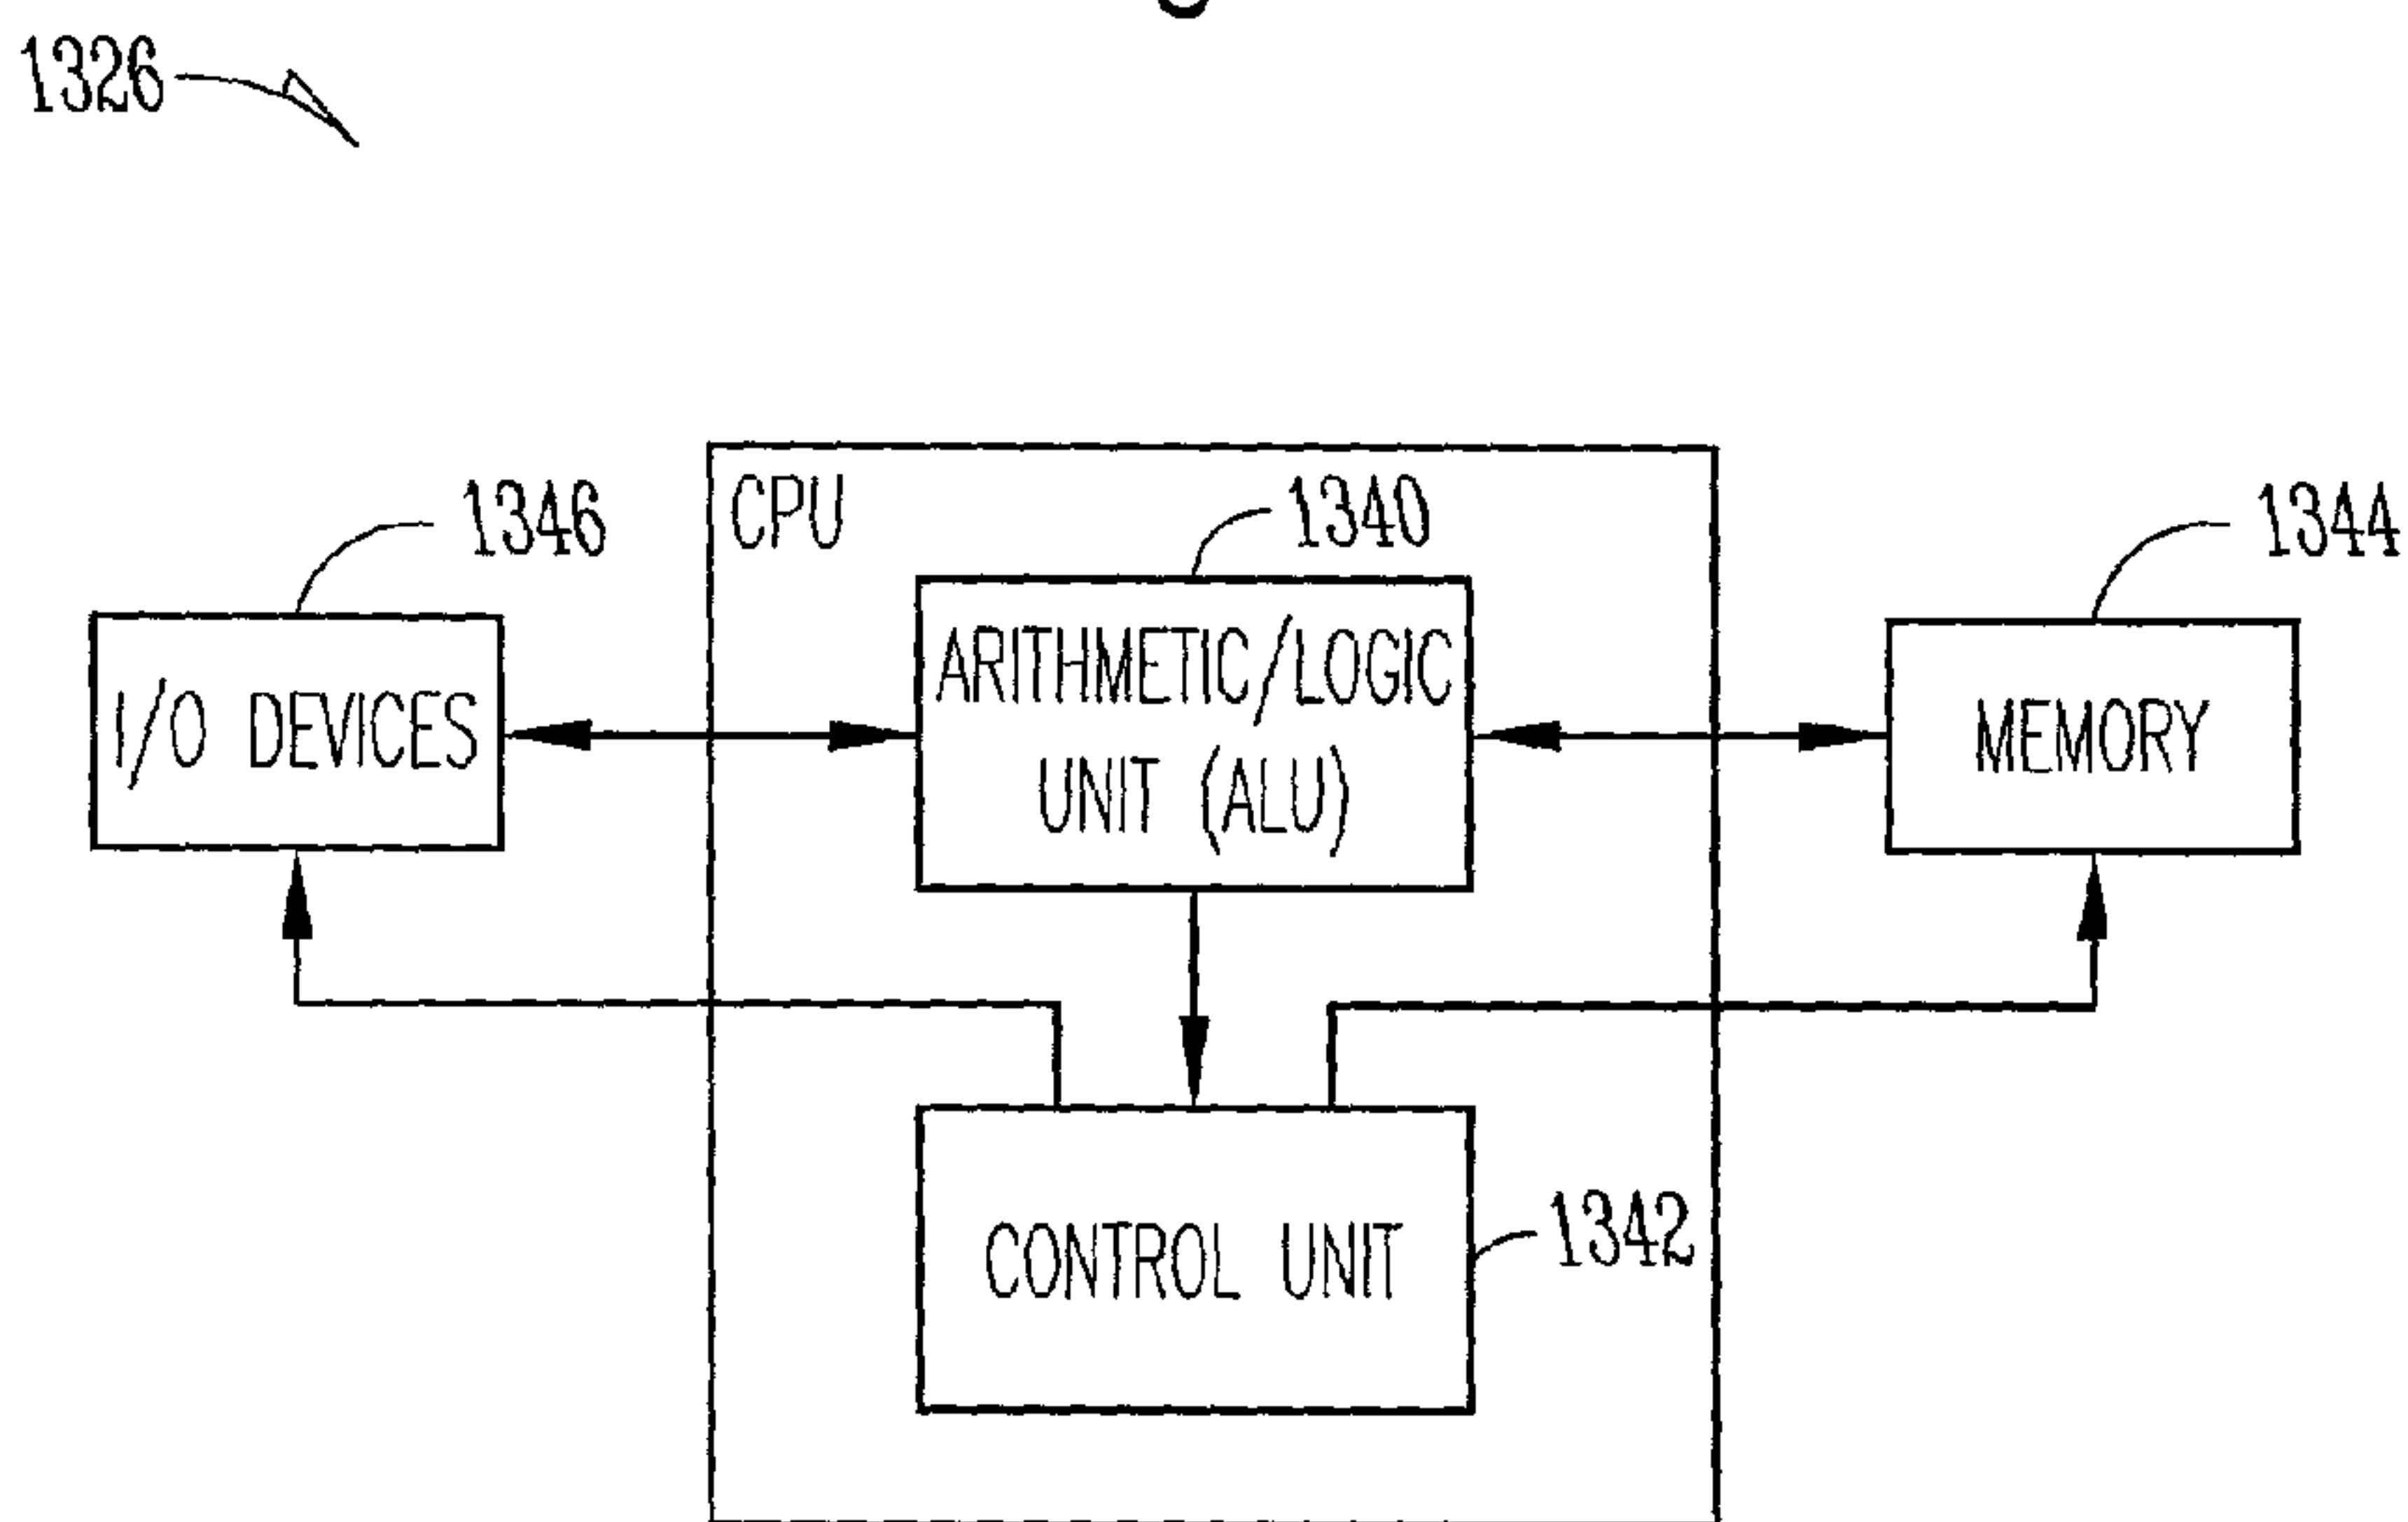 1326
1346
CPU
1340
1344
I/O DEVICES
ARITHMETIC/LOGIC
UNIT (ALU)
MEMORY
CONTROL UNIT
1342